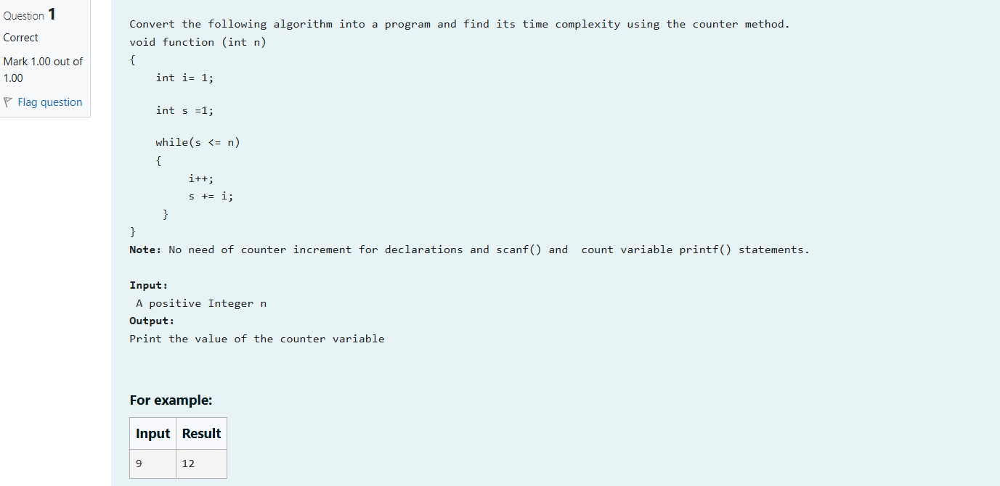 Question 1
Correct
Mark 1.00 out of
1.00
Flag question
Convert the following algorithm into a program and find its time complexity using the counter method.
void function (int n)
{
    int i= 1;
    int s =1;
    while(s <= n)
    {
         i++;
         s += i;
     }
}
Note: No need of counter increment for declarations and scanf() and  count variable printf() statements.
Input:
 A positive Integer n
Output:
Print the value of the counter variable
For example:
Input Result
9 12